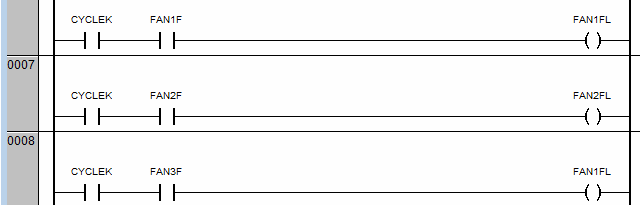 CYCLEK FAN1F FAN1FL
0007
CYCLEK FAN2F FAN2FL
0008
CYCLEK FAN3F FAN1FL